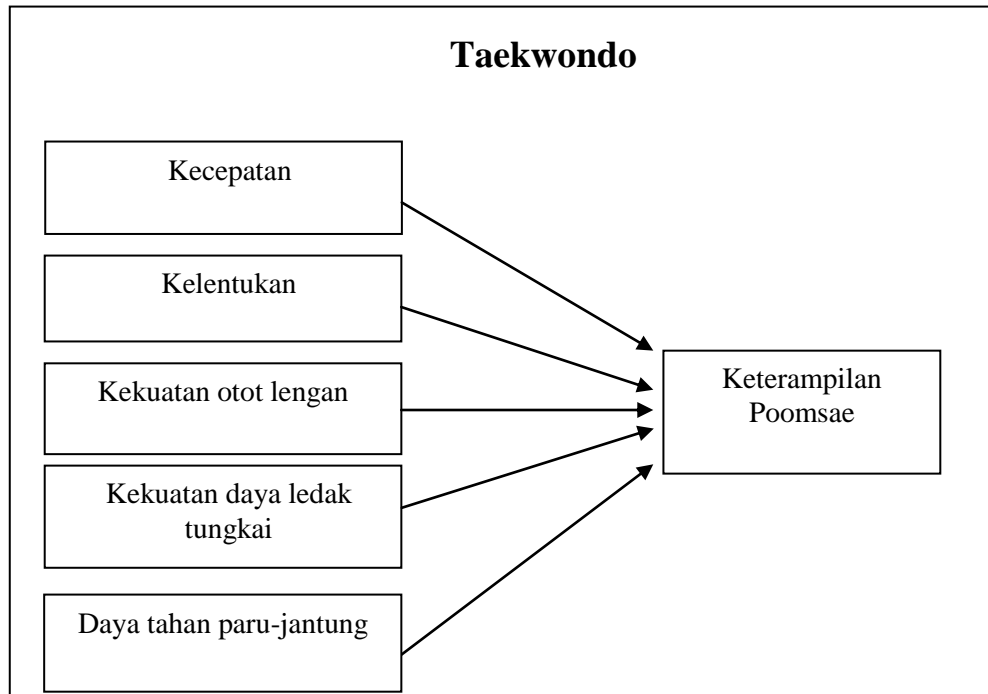 Taekwondo
Kecepatan
Kelentukan
Kekuatan otot lengan
Kekuatan daya ledak
tungkai
Daya tahan paru-jantung
Keterampilan
Poomsae